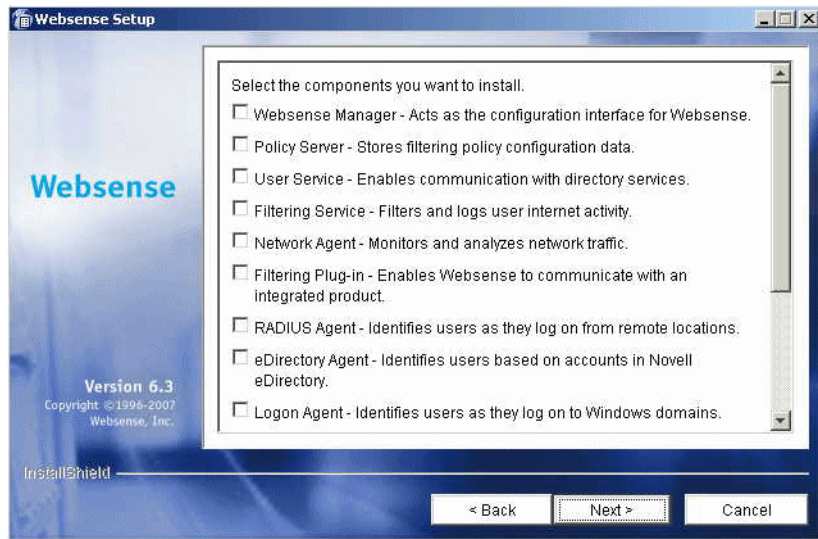 Websense Setup
Select the components you want to install.
Websense Manager - Acts as the configuration interface for Websense.
Policy Server - Stores filtering policy configuration data.
User Service - Enables communication with directory services.
Filtering Service - Filters and logs user internet activity.
Network Agent - Monitors and analyzes network traffic.
Filtering Plug-in - Enables Websense to communicate with an
integrated product.
RADIUS Agent - Identifies users as they log on from remote locations.
eDirectory Agent - Identifies users based on accounts in Novell
eDirectory.
Logon Agent - Identifies users as they log on to Windows domains.
Websense
Version 6.3
Copyright ©1996-2007
Websense, Inc.
InstallShield
< Back
Next >
Cancel